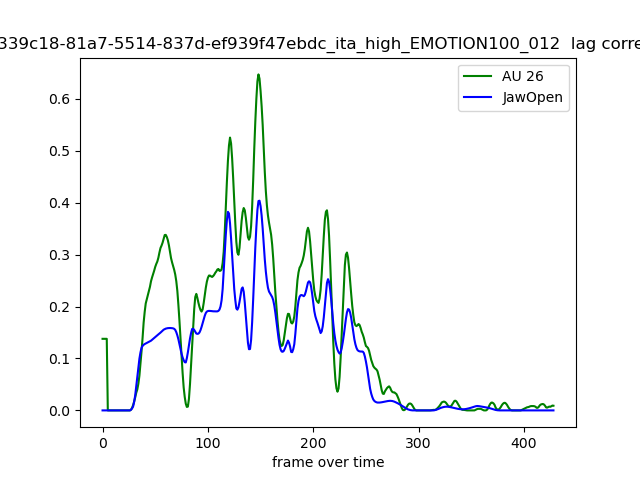 339c18-81a7-5514-837d-ef939f47ebdc_ita_high_EMOTION100_012 lag corre
AU 26
JawOpen
0.6
0.5
0.4
0.3
0.2
0.1
0.0
0 100 200 300 400
frame over time